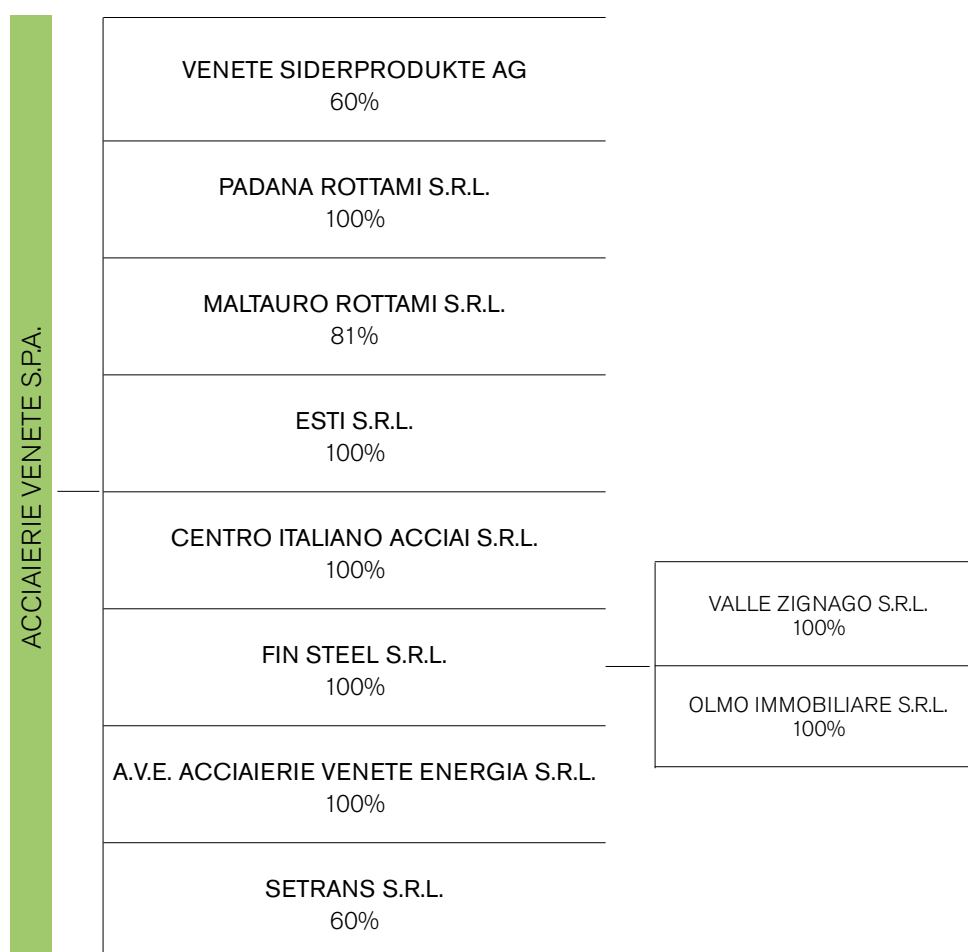 ACCIAIERIE VENETE S.P.A.
VENETE SIDERPRODUKTE AG
60%
PADANA ROTTAMI S.R.L.
100%
MALTAURO ROTTAMI S.R.L.
81%
ESTI S.R.L.
100%
CENTRO ITALIANO ACCIAI S.R.L.
100%
FIN STEEL S.R.L.
100%
VALLE ZIGNAGO S.R.L.
100%
OLMO IMMOBILIARE S.R.L.
100%
A.V.E. ACCIAIERIE VENETE ENERGIA S.R.L.
100%
SETRANS S.R.L.
60%